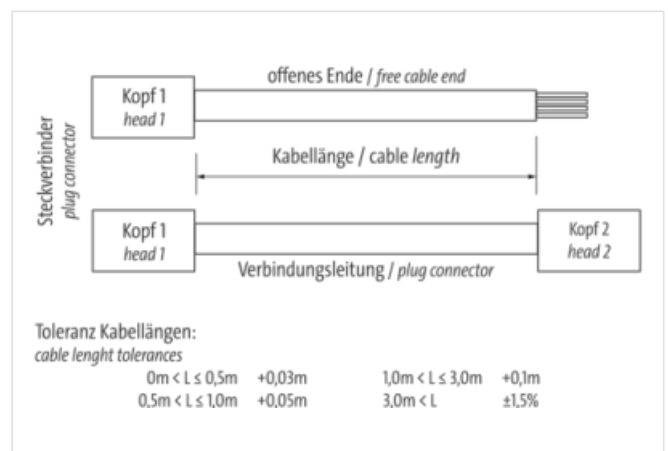 offenes Ende / free cable end
Kopf 1
head 1
Steckverbinder
plug connector
Kabellänge / cable length
Kopf 1
head 1
Kopf 2
head 2
Verbindungsleitung / plug connector
Toleranz Kabellängen:
cable lenght tolerances
0m < L ≤ 0,5m +0,03m 1,0m < L ≤ 3,0m +0,1m
0,5m < L ≤ 1,0m +0,05m 3,0m < L ±1,5%